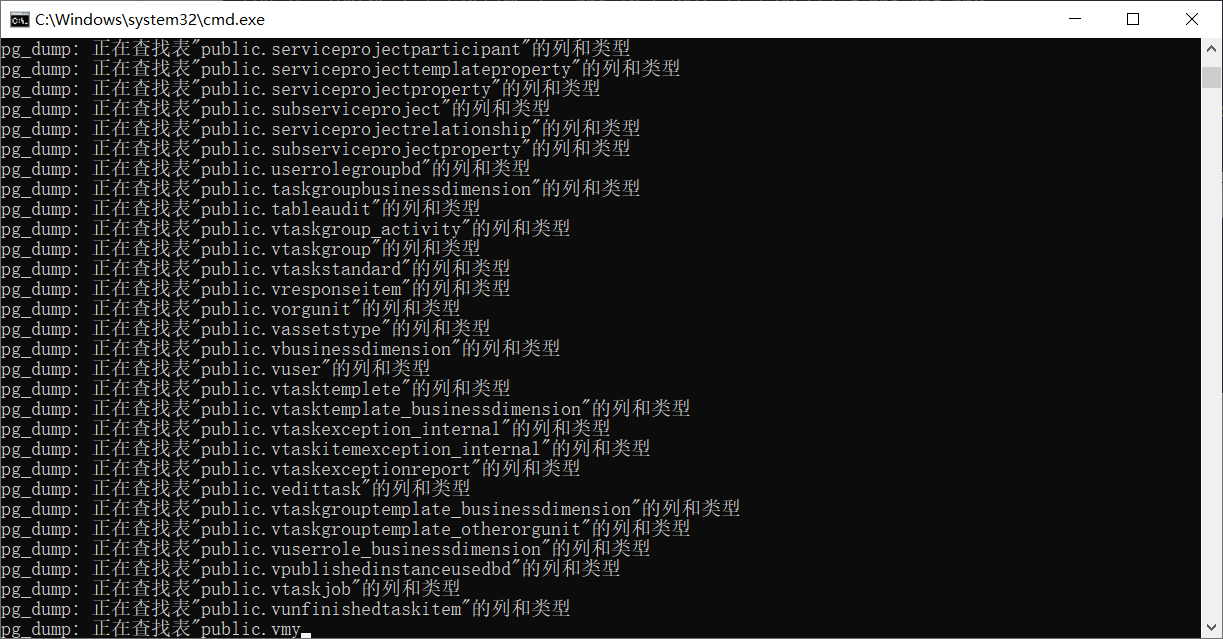 C:\Windows\system32\cmd.exe
pg_dump: 正在查找表"public.serviceprojectparticipant"的列和类型
pg_dump: 正在查找表"public.serviceprojecttemplateproperty"的列和类型
pg_dump: 正在查找表"public.serviceprojectproperty"的列和类型
pg_dump: 正在查找表"public.subserviceproject"的列和类型
pg_dump: 正在查找表"public.serviceprojectrelationship"的列和类型
pg_dump: 正在查找表"public.subserviceprojectproperty"的列和类型
pg_dump: 正在查找表"public.userrolegroupbd"的列和类型
pg_dump: 正在查找表"public.taskgroupbusinessdimension"的列和类型
pg_dump: 正在查找表"public.tableaudit"的列和类型
pg_dump: 正在查找表"public.vtaskgroup_activity"的列和类型
pg_dump: 正在查找表"public.vtaskgroup"的列和类型
pg_dump: 正在查找表"public.vtaskstandard"的列和类型
pg_dump: 正在查找表"public.vresponseitem"的列和类型
pg_dump: 正在查找表"public.vorgunit"的列和类型
pg_dump: 正在查找表"public.vassetstype"的列和类型
pg_dump: 正在查找表"public.vbusinessdimension"的列和类型
pg_dump: 正在查找表"public.vuser"的列和类型
pg_dump: 正在查找表"public.vtasktemplete"的列和类型
pg_dump: 正在查找表"public.vtasktemplate_businessdimension"的列和类型
pg_dump: 正在查找表"public.vtaskexception_internal"的列和类型
pg_dump: 正在查找表"public.vtaskitemexception_internal"的列和类型
pg_dump: 正在查找表"public.vtaskexceptionreport"的列和类型
pg_dump: 正在查找表"public.vedittask"的列和类型
pg_dump: 正在查找表"public.vtaskgrouptemplate_businessdimension"的列和类型
pg_dump: 正在查找表"public.vtaskgrouptemplate_otherorgunit"的列和类型
pg_dump: 正在查找表"public.vuserrole_businessdimension"的列和类型
pg_dump: 正在查找表"public.vpublishedinstanceusedbd"的列和类型
pg_dump: 正在查找表"public.vtaskjob"的列和类型
pg_dump: 正在查找表"public.vunfinishedtaskitem"的列和类型
pg_dump: 正在查找表"public.vmy